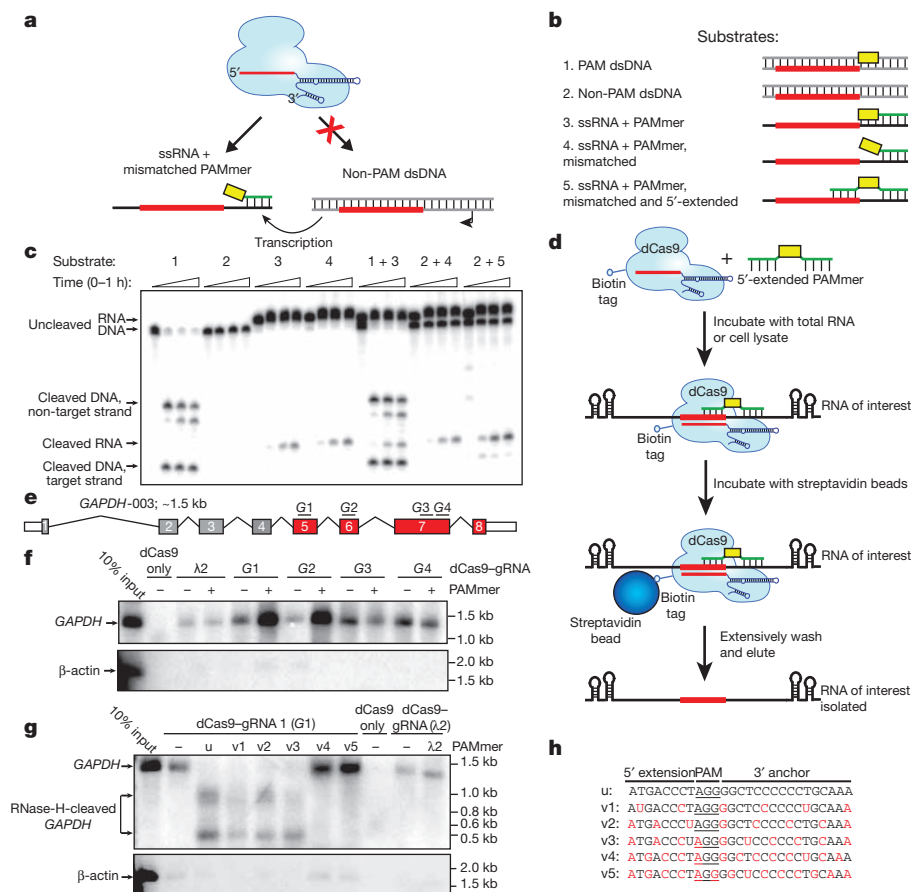 a
5′
3′
ssRNA +
mismatched PAMmer
Non-PAM dsDNA
Transcription
b
Substrates:
1. PAM dsDNA
2. Non-PAM dsDNA
3. ssRNA + PAMmer
4. ssRNA + PAMmer,
mismatched
5. ssRNA + PAMmer,
mismatched and 5′-extended
c
Substrate: 1 2 3 4 1 + 3 2 + 4 2 + 5
Time (0–1 h):
Uncleaved RNA
DNA
Cleaved DNA,
non-target strand
Cleaved RNA
Cleaved DNA,
target strand
d
dCas9
Biotin
tag
+
5′-extended PAMmer
Incubate with total RNA
or cell lysate
dCas9
RNA of interest
Biotin
tag
Incubate with streptavidin beads
dCas9
RNA of interest
Biotin
tag
Streptavidin
bead
Extensively wash
and elute
RNA of interest
isolated
e
GAPDH-003; ~1.5 kb
G1 G2 G3 G4
1 2 3 4 5 6 7 8
f
10% input
dCas9
only
λ2 G1 G2 G3 G4 dCas9–gRNA
– – + – + – + – + – + PAMmer
GAPDH
1.5 kb
1.0 kb
β-actin
2.0 kb
1.5 kb
g
10% input
dCas9–gRNA 1 (G1)
dCas9
only
dCas9–
gRNA (λ2)
– u v1 v2 v3 v4 v5 – – λ2 PAMmer
GAPDH
1.5 kb
RNase-H-cleaved
GAPDH
1.0 kb
0.8 kb
0.6 kb
0.5 kb
β-actin
2.0 kb
1.5 kb
h
5′ extension PAM 3′ anchor
u: ATGACCCTAGGGGCTCCCCCCTGCAAA
v1: AUGACCCTAGGGGCTCCCCCCUGCAAA
v2: ATGACCCUAGGGGCTCCCCCCTGCAAA
v3: ATGACCCUAGGGGCUCCCCCCTGCAAA
v4: ATGACCCTAGGGGCTCCCCCCTGCAAA
v5: ATGACCCTAGGGGCUCCCCCCTGCAAA